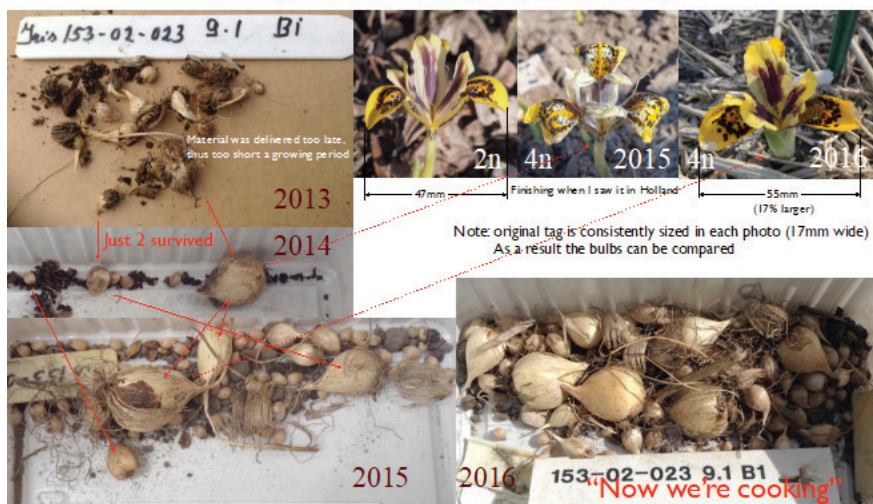 Iris 153-02-023 9.1 Bi
Material was delivered too late,
thus too short a growing period
2013
2n
4n
2015
4n
2016
47mm
Finishing when I saw it in Holland
55mm
(17% larger)
Note: original tag is consistently sized in each photo (17mm wide)
As a result the bulbs can be compared
Just 2 survived
2014
2015
2016
153-02-023 9.1 B1
"Now we're cooking"